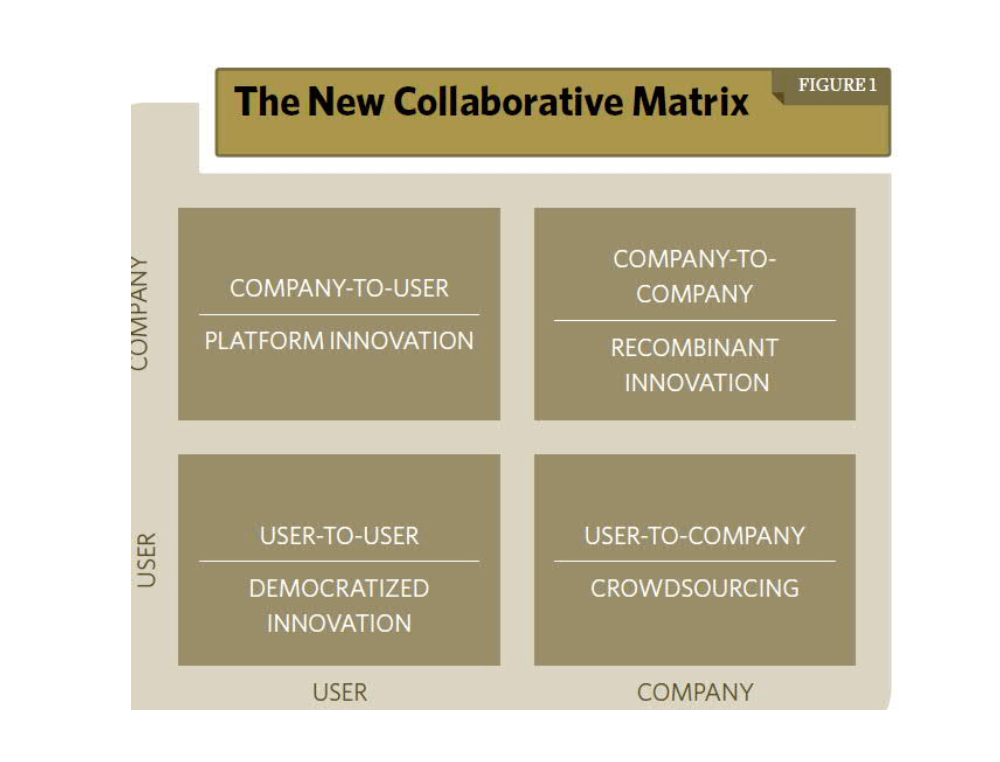 The New Collaborative Matrix
FIGURE 1
COMPANY
COMPANY-TO-USER
PLATFORM INNOVATION
COMPANY-TO-
COMPANY
RECOMBINANT
INNOVATION
USER
USER-TO-USER
DEMOCRATIZED
INNOVATION
USER-TO-COMPANY
CROWDSOURCING
USER
COMPANY